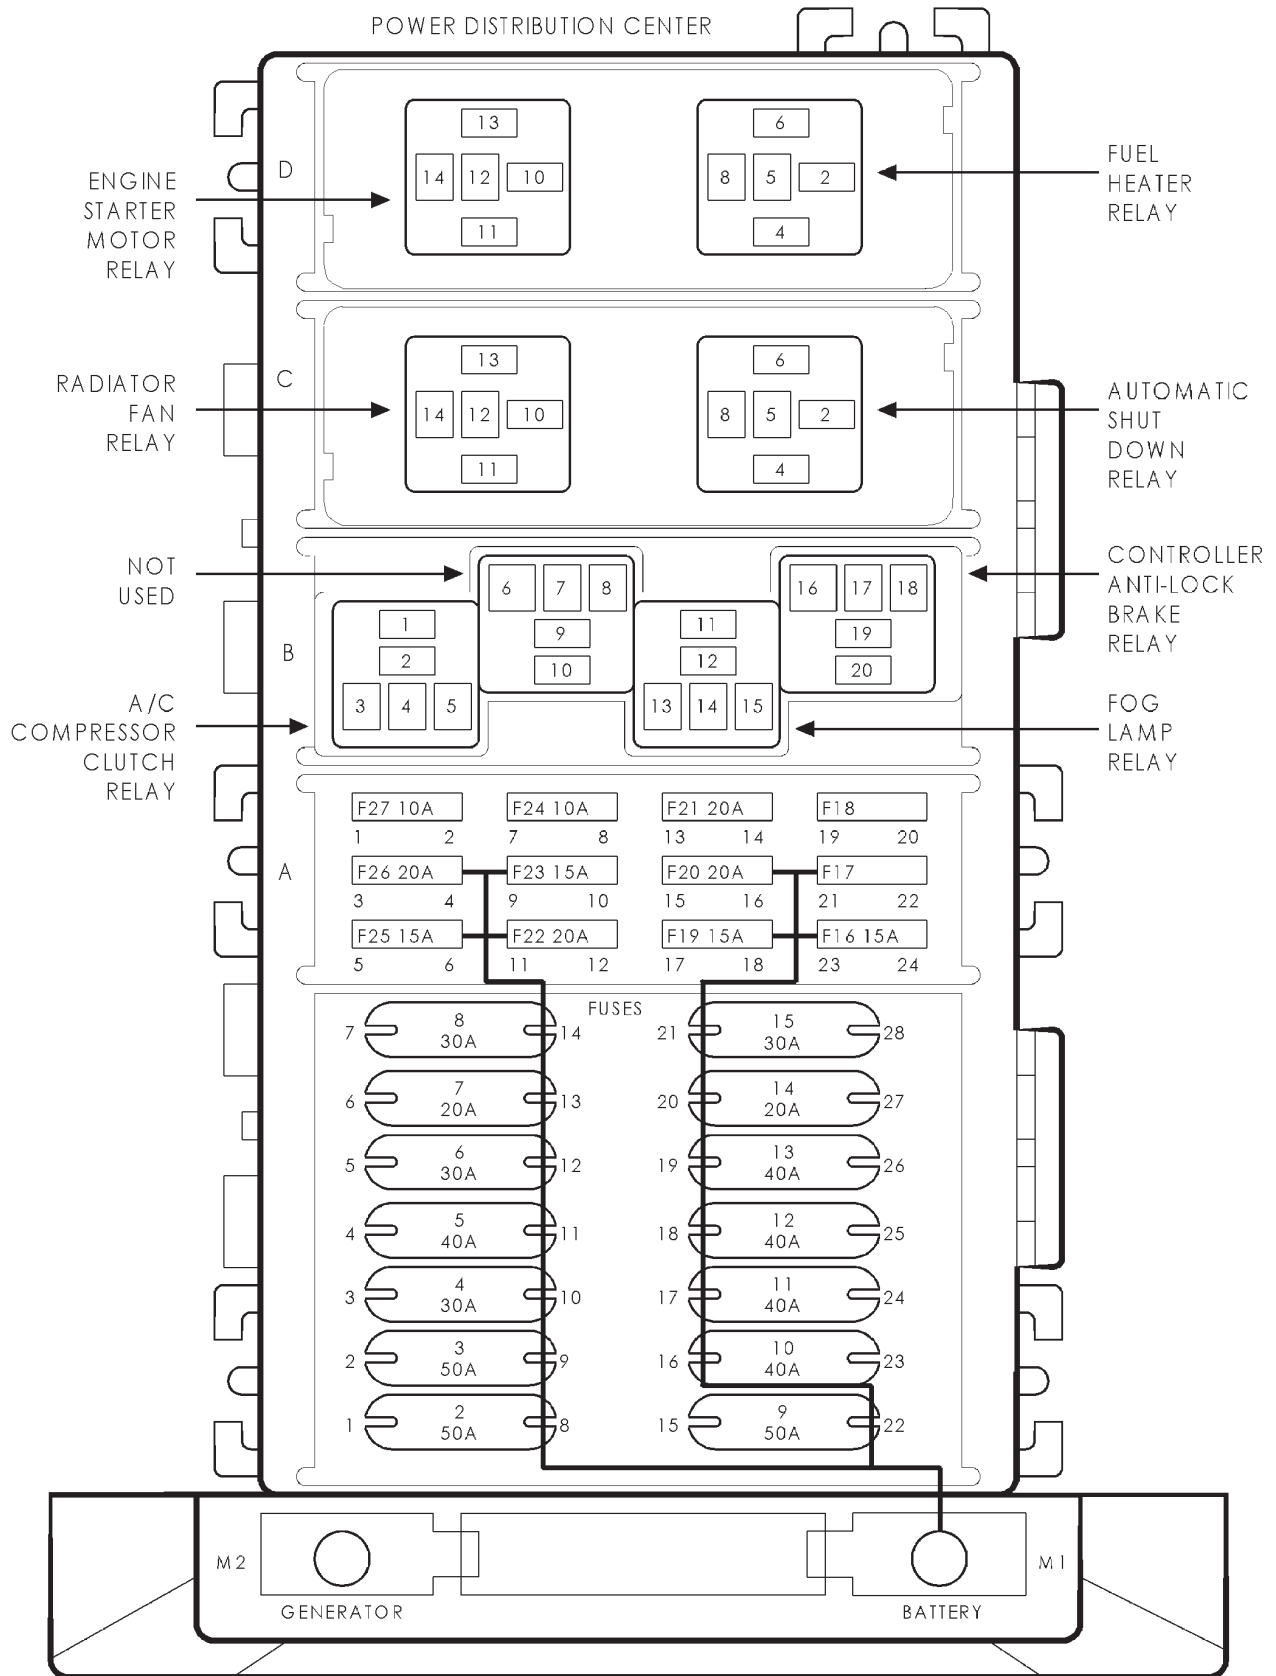 POWER DISTRIBUTION CENTER
D
13
14 12 10
11
6
8 5 2
4
ENGINE
STARTER
MOTOR
RELAY
FUEL
HEATER
RELAY
C
13
14 12 10
11
6
8 5 2
4
RADIATOR
FAN
RELAY
AUTOMATIC
SHUT
DOWN
RELAY
NOT
USED
CONTROLLER
ANTI-LOCK
BRAKE
RELAY
B
6 7 8
9
10
16 17 18
19
20
1
2
3 4 5
11
12
13 14 15
A/C
COMPRESSOR
CLUTCH
RELAY
FOG
LAMP
RELAY
A
F27 10A F24 10A F21 20A F18
1 2 7 8 13 14 19 20
F26 20A F23 15A F20 20A F17
3 4 9 10 15 16 21 22
F25 15A F22 20A F19 15A F16 15A
5 6 11 12 17 18 23 24
FUSES
7 8 30A 14 21 15 30A 28
6 7 20A 13 20 14 20A 27
5 6 30A 12 19 13 40A 26
4 5 40A 11 18 12 40A 25
3 4 30A 10 17 11 40A 24
2 3 50A 9 16 10 40A 23
1 2 50A 8 15 9 50A 22
M2 M1
GENERATOR BATTERY